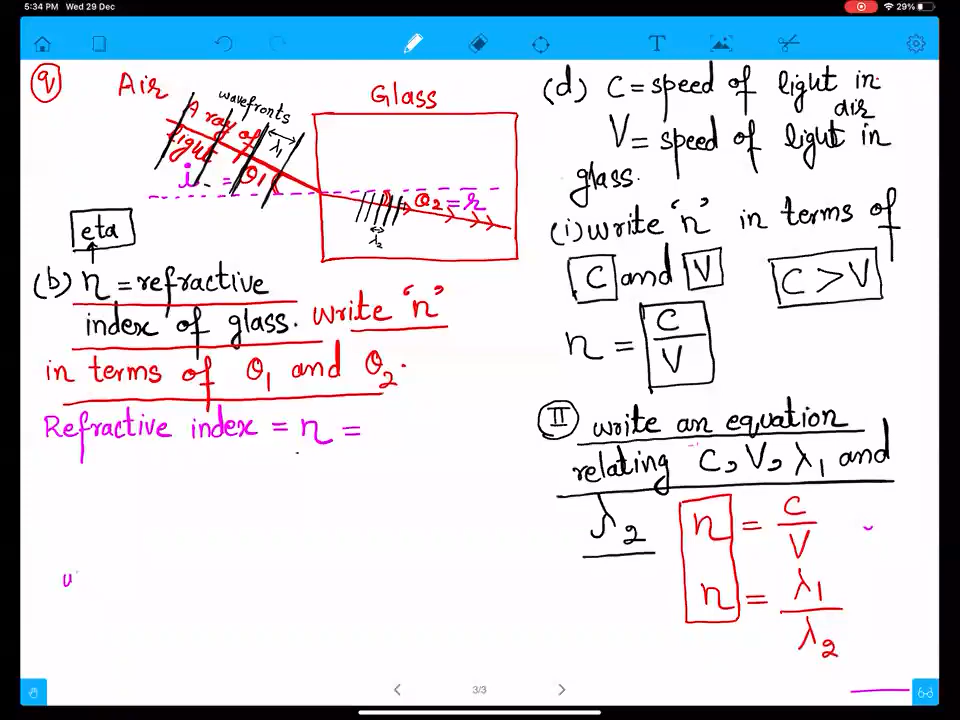 5:34 PM Wed 29 Dec
29%
T
q
Air
wavefronts
Glass
A ray of
light
λ1
i = θ1
θ2 = r
λ2
eta
(b) η = refractive
index of glass. Write 'η'
in terms of θ1 and θ2.
Refractive index = η =
(d) C = speed of light in
air
V = speed of light in
glass.
(i) write 'η' in terms of
C and V
C > V
η = C/V
II write an equation
relating C, V, λ1 and
λ2
η = C/V
η = λ1/λ2
3/3